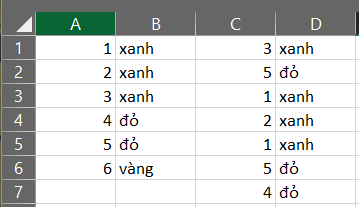 A B C D
1 1 xanh 3 xanh
2 2 xanh 5 đỏ
3 3 xanh 1 xanh
4 4 đỏ 2 xanh
5 5 đỏ 1 xanh
6 6 vàng 5 đỏ
7 4 đỏ